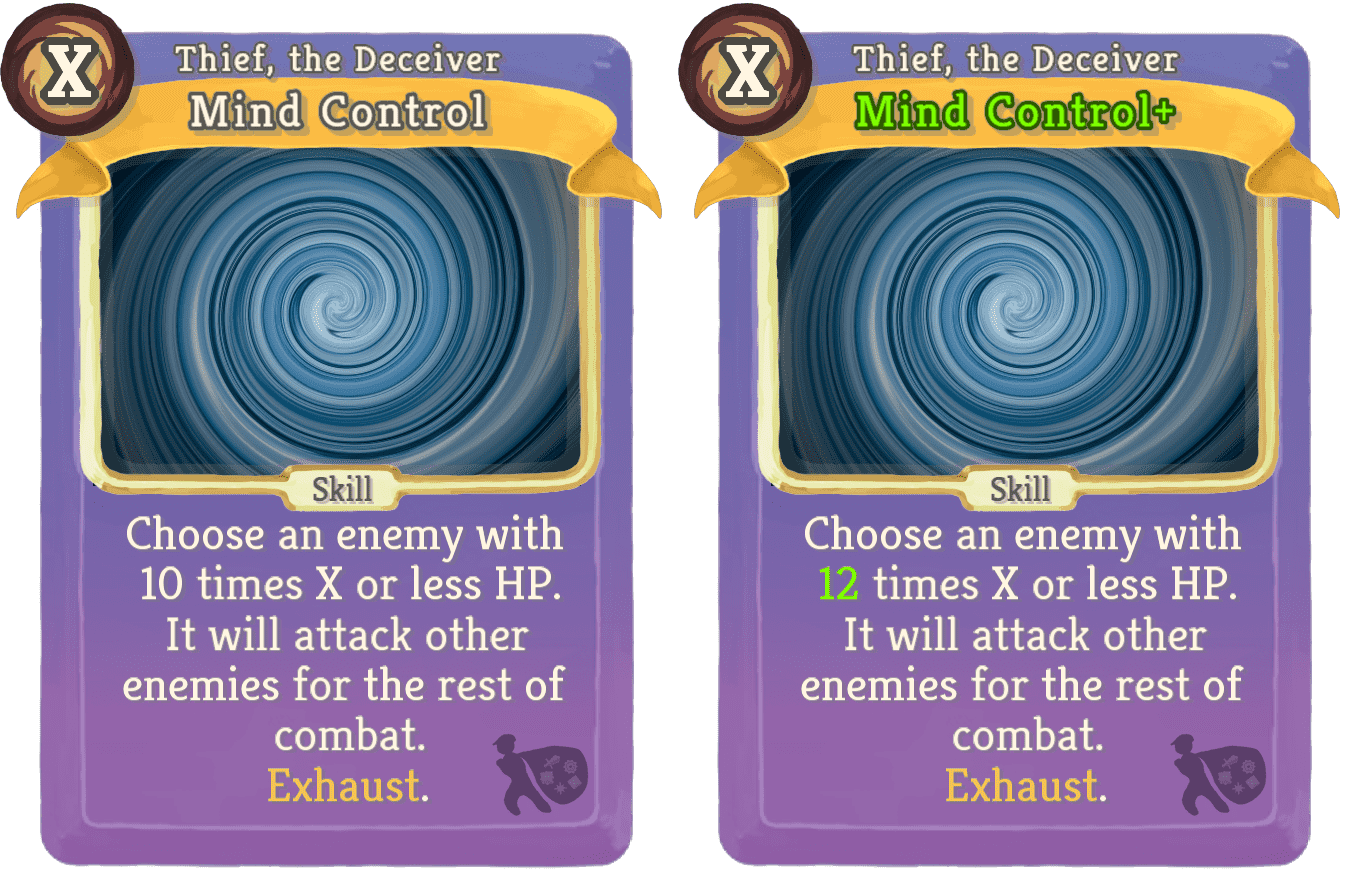 X
Thief, the Deceiver
Mind Control
Skill
Choose an enemy with
10 times X or less HP.
It will attack other
enemies for the rest of
combat.
Exhaust.
X
Thief, the Deceiver
Mind Control+
Skill
Choose an enemy with
12 times X or less HP.
It will attack other
enemies for the rest of
combat.
Exhaust.